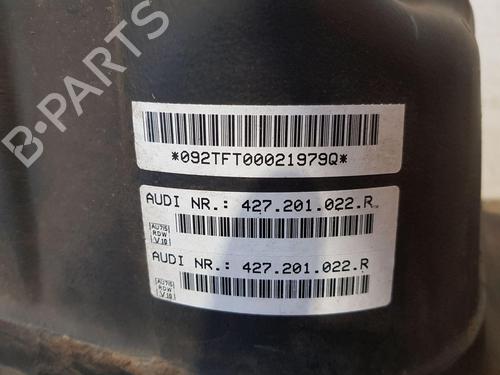 B-PARTS
*092TFT00021979Q*
AUDI NR.: 427.201.022.R
AU716
RDW
V10
AUDI NR.: 427.201.022.R
AU716
RDW
V10